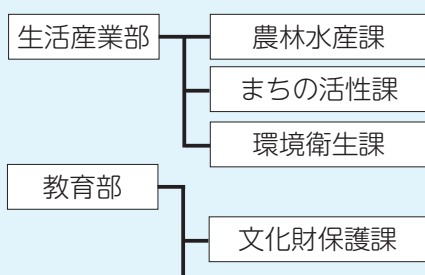 生活産業部
農林水産課
まちの活性課
環境衛生課
教育部
文化財保護課